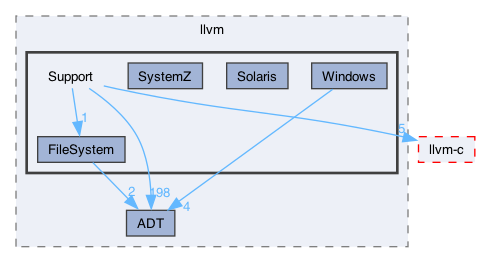 llvm
Support
SystemZ
Solaris
Windows
1
5
FileSystem
llvm-c
2
198
4
ADT